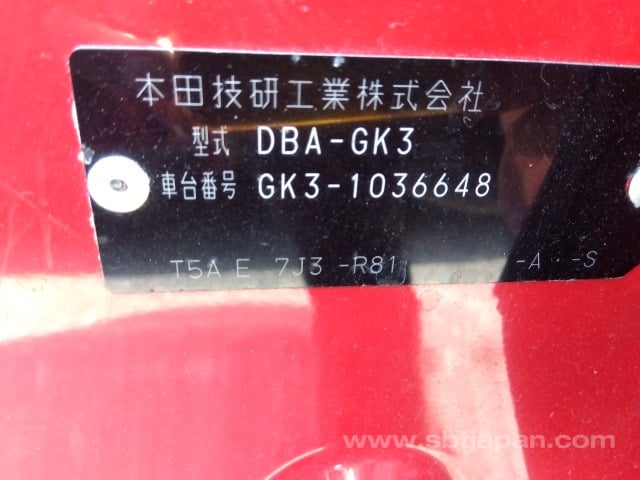 本田技研工業株式会社
型式 DBA-GK3
車台番号 GK3-1036648
T5A E 7J3 -R81 -A -S
www.sbtjapan.com